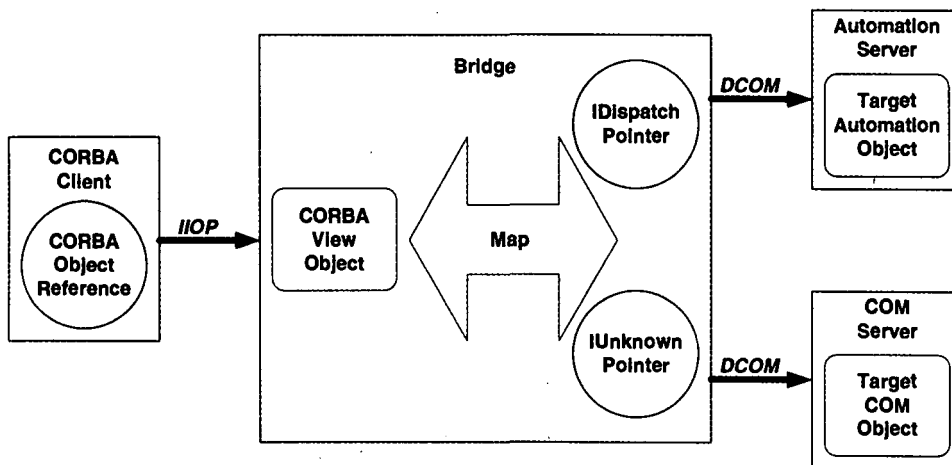 CORBA
Client
CORBA
Object
Reference
IIOP
Bridge
CORBA
View
Object
Map
IDispatch
Pointer
IUnknown
Pointer
DCOM
Automation
Server
Target
Automation
Object
DCOM
COM
Server
Target
COM
Object